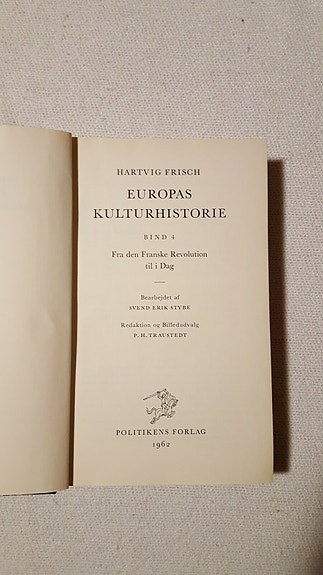 HARTVIG FRISCH
EUROPAS
KULTURHISTORIE
BIND 4
Fra den Franske Revolution
til i Dag
Bearbejdet af
SVEND ERIK STYBE
Redaktion og Billedudvalg
P. H. TRAUSTEDT
POLITIKENS FORLAG
1962